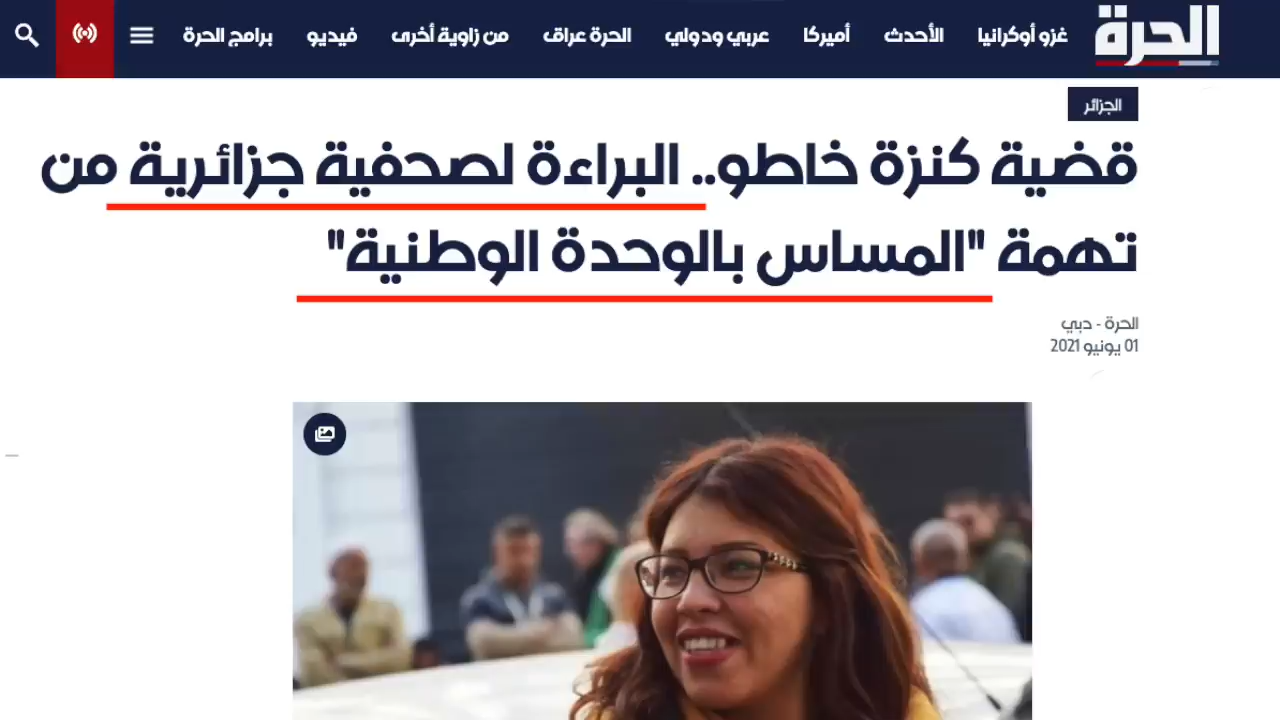 الحرة
غزو أوكرانيا الأحدث أميركا عربي ودولي الحرة عراق من زاوية أخرى فيديو برامج الحرة
الجزائر
قضية كنزة خاطو.. البراءة لصحفية جزائرية من
تهمة "المساس بالوحدة الوطنية"
الحرة - دبي
01 يونيو 2021